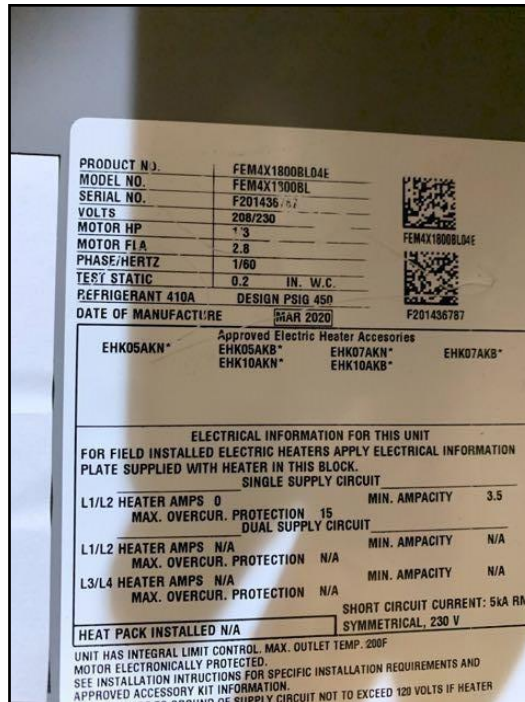 PRODUCT NO. FEM4X1800BL04E
MODEL NO. FEM4X1800BL
SERIAL NO. F201436787
VOLTS 208/230
MOTOR HP 1/3
MOTOR FLA 2.8
PHASE/HERTZ 1/60
TEST STATIC 0.2 IN. W.C.
REFRIGERANT 410A DESIGN PSIG 450
DATE OF MANUFACTURE MAR 2020
FEM4X1800BL04E
F201436787
Approved Electric Heater Accesories
EHK05AKN* EHK05AKB* EHK07AKN* EHK07AKB*
EHK10AKN* EHK10AKB*
ELECTRICAL INFORMATION FOR THIS UNIT
FOR FIELD INSTALLED ELECTRIC HEATERS APPLY ELECTRICAL INFORMATION
PLATE SUPPLIED WITH HEATER IN THIS BLOCK.
SINGLE SUPPLY CIRCUIT
L1/L2 HEATER AMPS 0 MIN. AMPACITY 3.5
MAX. OVERCUR. PROTECTION 15
DUAL SUPPLY CIRCUIT
L1/L2 HEATER AMPS N/A MIN. AMPACITY N/A
MAX. OVERCUR. PROTECTION N/A
L3/L4 HEATER AMPS N/A MIN. AMPACITY N/A
MAX. OVERCUR. PROTECTION N/A
SHORT CIRCUIT CURRENT: 5kA RM
HEAT PACK INSTALLED N/A SYMMETRICAL, 230 V
UNIT HAS INTEGRAL LIMIT CONTROL. MAX. OUTLET TEMP. 200F
MOTOR ELECTRONICALLY PROTECTED.
SEE INSTALLATION INTRUCTIONS FOR SPECIFIC INSTALLATION REQUIREMENTS AND
APPROVED ACCESSORY KIT INFORMATION.
GROUND OF SUPPLY CIRCUIT NOT TO EXCEED 120 VOLTS IF HEATER